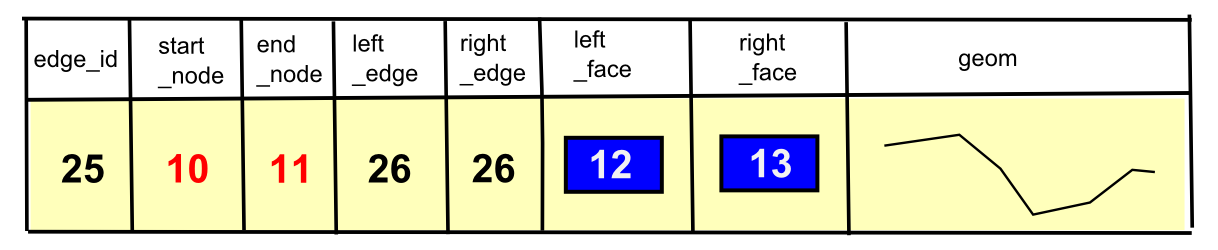 edge_id start _node end _node left _edge right _edge left _face right _face geom
25 10 11 26 26 12 13